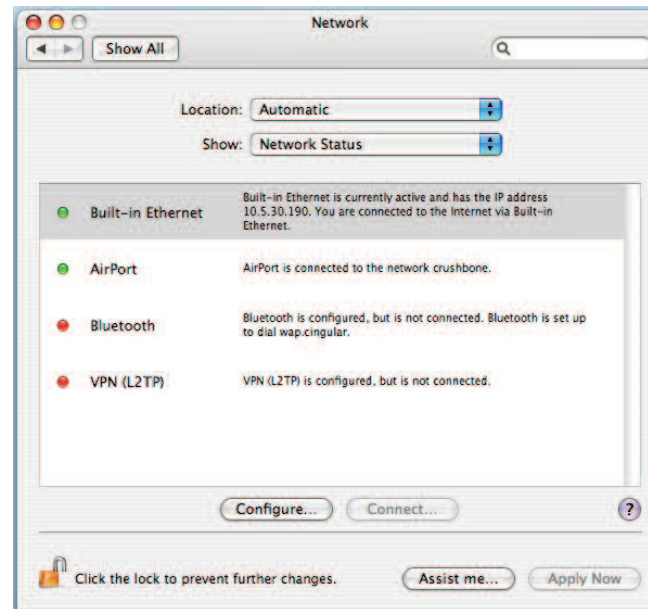 Network
Show All
Location: Automatic
Show: Network Status
Built-in Ethernet
Built-in Ethernet is currently active and has the IP address
10.5.30.190. You are connected to the Internet via Built-in
Ethernet.
AirPort
AirPort is connected to the network crushbone.
Bluetooth
Bluetooth is configured, but is not connected. Bluetooth is set up
to dial wap.cingular.
VPN (L2TP)
VPN (L2TP) is configured, but is not connected.
Configure... Connect... ?
Click the lock to prevent further changes. Assist me... Apply Now